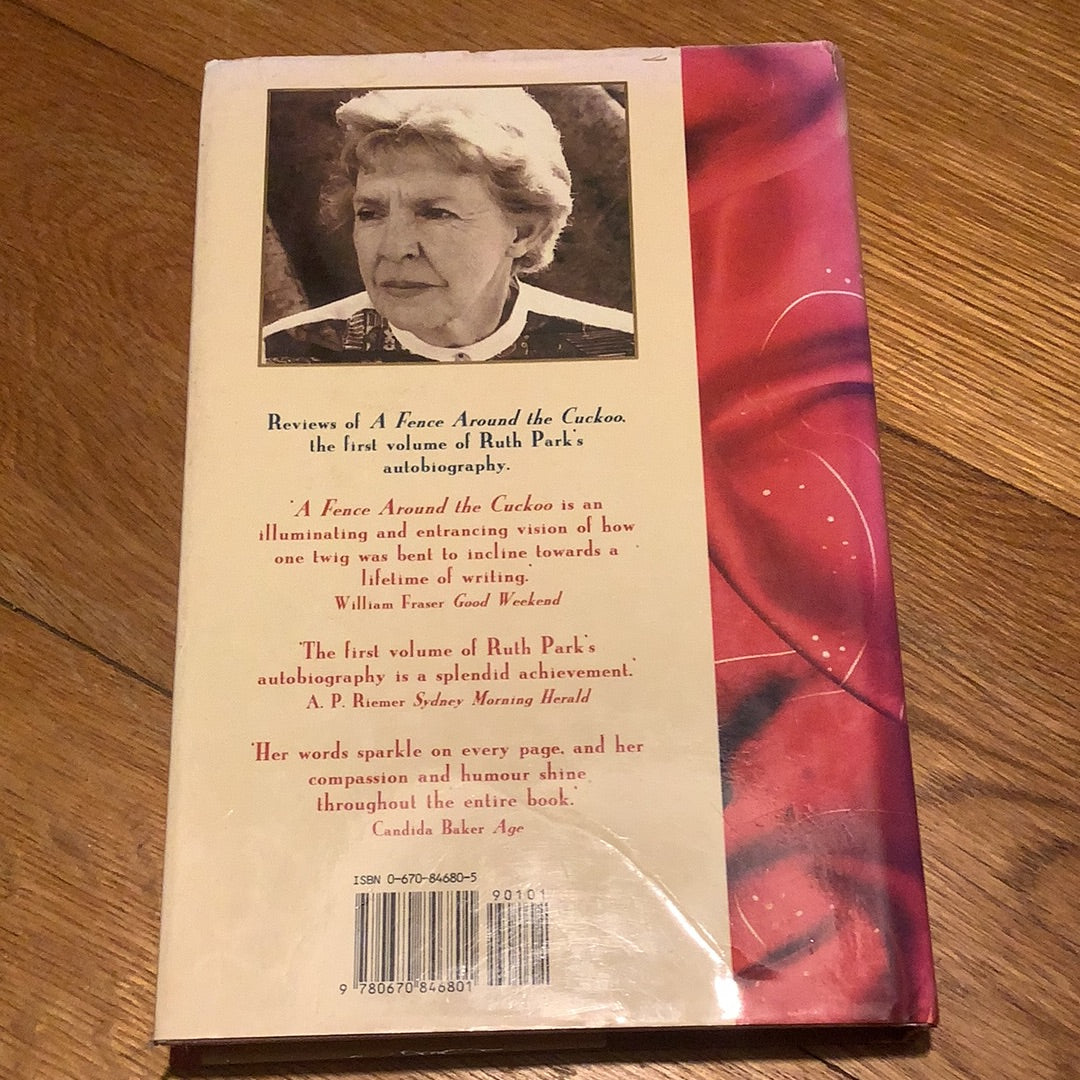 Reviews of A Fence Around the Cuckoo,
the first volume of Ruth Park's
autobiography.
'A Fence Around the Cuckoo is an
illuminating and entrancing vision of how
one twig was bent to incline towards a
lifetime of writing.'
William Fraser Good Weekend
'The first volume of Ruth Park's
autobiography is a splendid achievement.'
A. P. Riemer Sydney Morning Herald
'Her words sparkle on every page, and her
compassion and humour shine
throughout the entire book.'
Candida Baker Age
ISBN 0-670-84680-5
90101
9 780670 846801